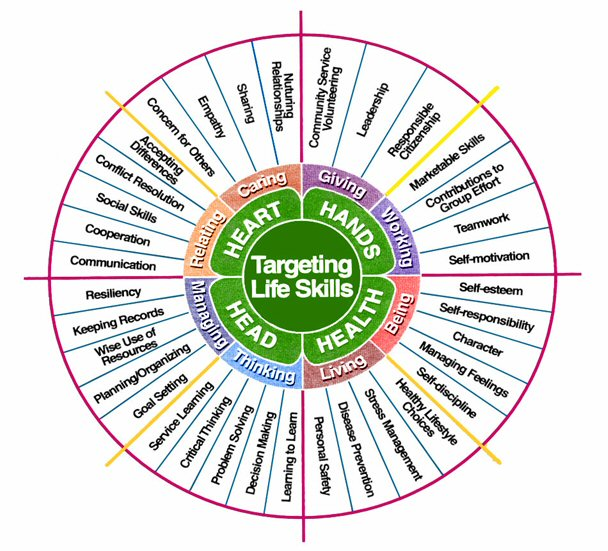 Targeting
Life Skills
HEART
HANDS
HEALTH
HEAD
Relating
Caring
Giving
Working
Being
Living
Thinking
Managing
Communication
Cooperation
Social Skills
Conflict Resolution
Accepting
Differences
Concern for Others
Empathy
Sharing
Nuturing
Relationships
Community Service
Volunteering
Leadership
Responsible
Citizenship
Marketable Skills
Contributions to
Group Effort
Teamwork
Self-motivation
Self-esteem
Self-responsibility
Character
Managing Feelings
Self-discipline
Healthy Lifestyle
Choices
Stress Management
Disease Prevention
Personal Safety
Learning to Learn
Decision Making
Problem Solving
Critical Thinking
Service Learning
Goal Setting
Planning/Organizing
Wise Use of
Resources
Keeping Records
Resiliency